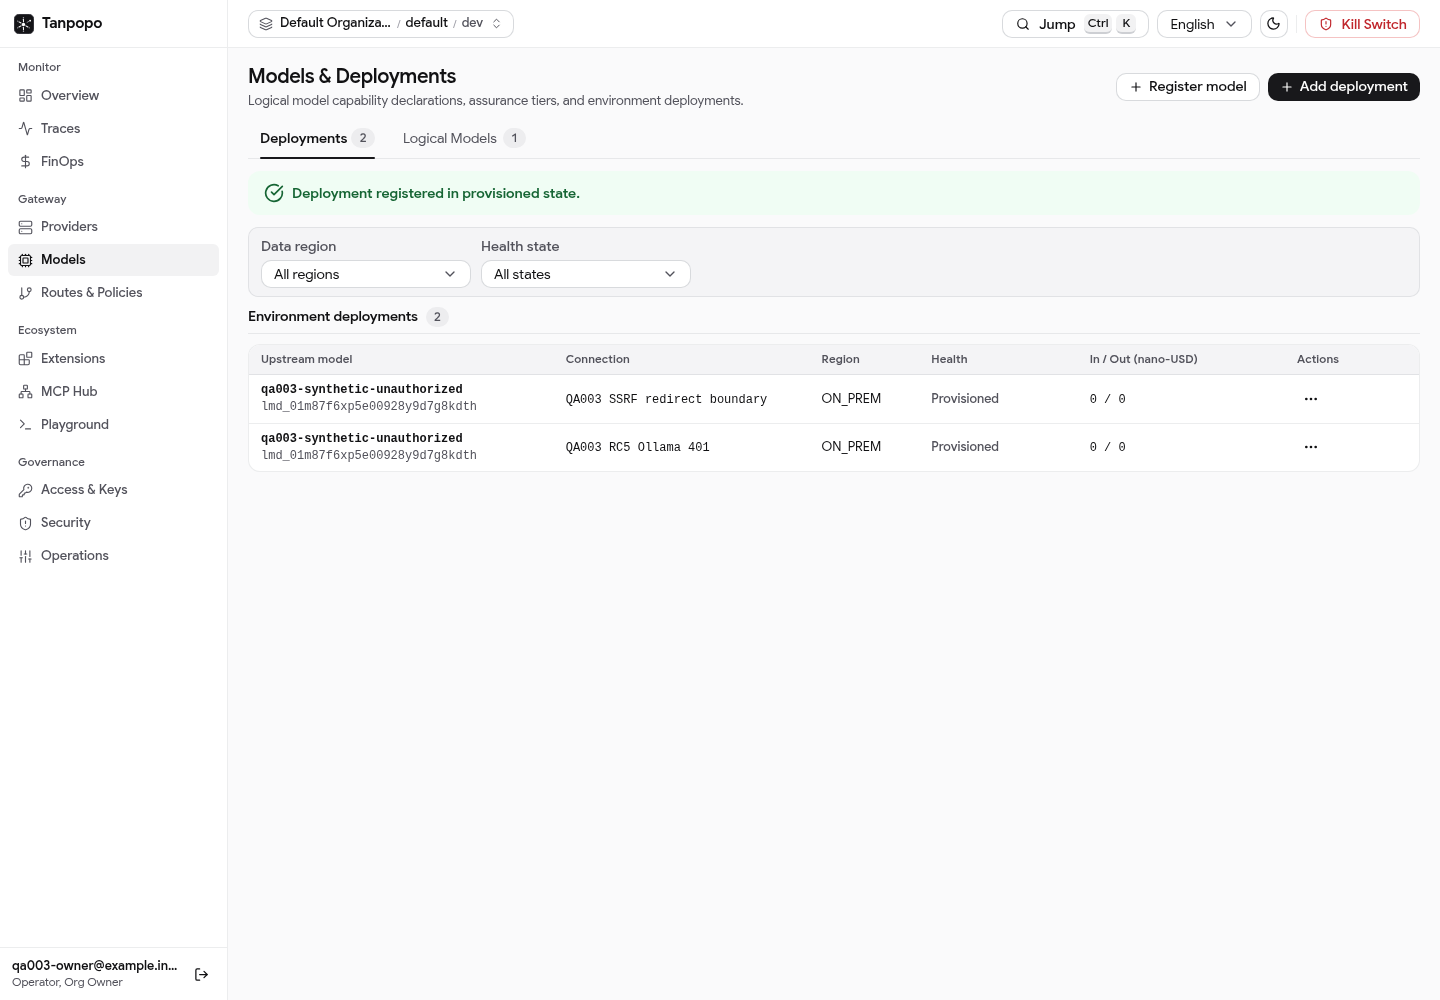 Tanpopo
Default Organiza... / default / dev
Jump Ctrl K
English
Kill Switch
Monitor
Overview
Traces
FinOps
Gateway
Providers
Models
Routes & Policies
Ecosystem
Extensions
MCP Hub
Playground
Governance
Access & Keys
Security
Operations
qa003-owner@example.in...
Operator, Org Owner
Models & Deployments
Logical model capability declarations, assurance tiers, and environment deployments.
Register model
Add deployment
Deployments 2
Logical Models 1
Deployment registered in provisioned state.
Data region
All regions
Health state
All states
Environment deployments 2
Upstream model Connection Region Health In / Out (nano-USD) Actions
qa003-synthetic-unauthorized
lmd_01m87f6xp5e00928y9d7g8kdth
QA003 SSRF redirect boundary ON_PREM Provisioned 0 / 0
qa003-synthetic-unauthorized
lmd_01m87f6xp5e00928y9d7g8kdth
QA003 RC5 Ollama 401 ON_PREM Provisioned 0 / 0